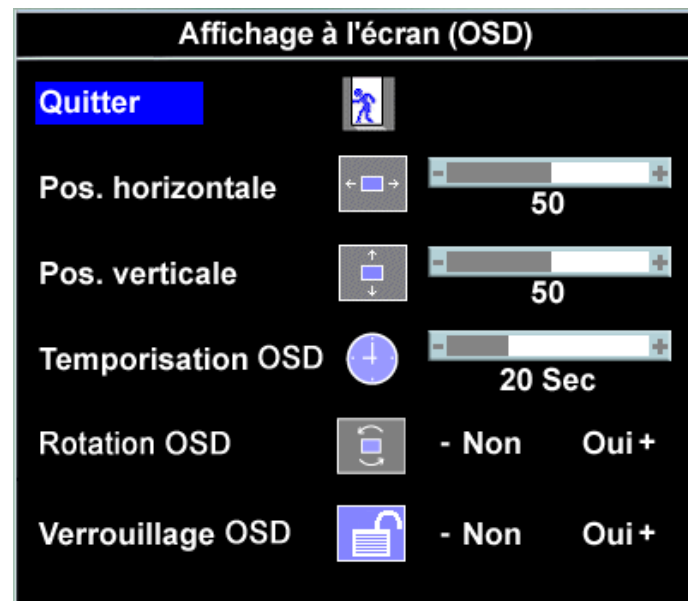 Affichage à l'écran (OSD)
Quitter
Pos. horizontale - +
50
Pos. verticale - +
50
Temporisation OSD - +
20 Sec
Rotation OSD - Non Oui +
Verrouillage OSD - Non Oui +